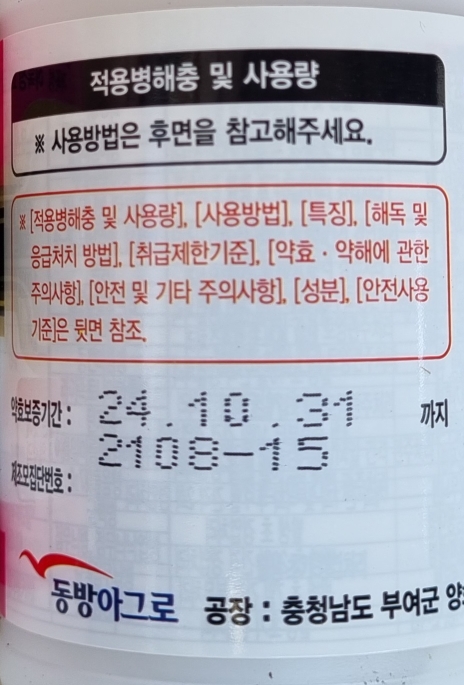 적용병해충 및 사용량
※ 사용방법은 후면을 참고해주세요.
※ [적용병해충 및 사용량], [사용방법], [특징], [해독 및
응급처치 방법], [취급제한기준], [약효 · 약해에 관한
주의사항], [안전 및 기타 주의사항], [성분], [안전사용
기준]은 뒷면 참조.
약효보증기간 : 24.10.31 까지
제조모집단번호 : 2108-15
동방아그로 공장 : 충청남도 부여군